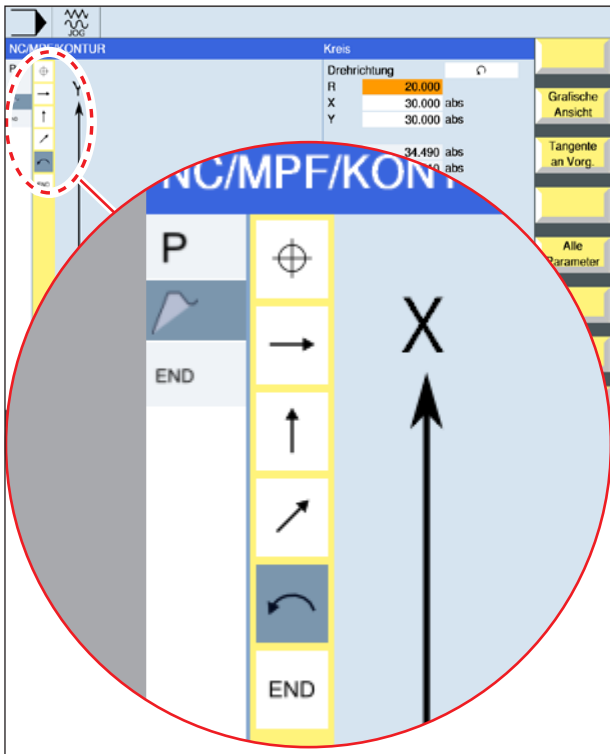 JOG
NC/MPF/KONTUR
Kreis
P
Y
END
Drehrichtung
R 20.000
X 30.000 abs
Y 30.000 abs
34.490 abs
abs
Grafische
Ansicht
Tangente
an Vorg.
Alle
Parameter
NC/MPF/KONT
P
END
X
END